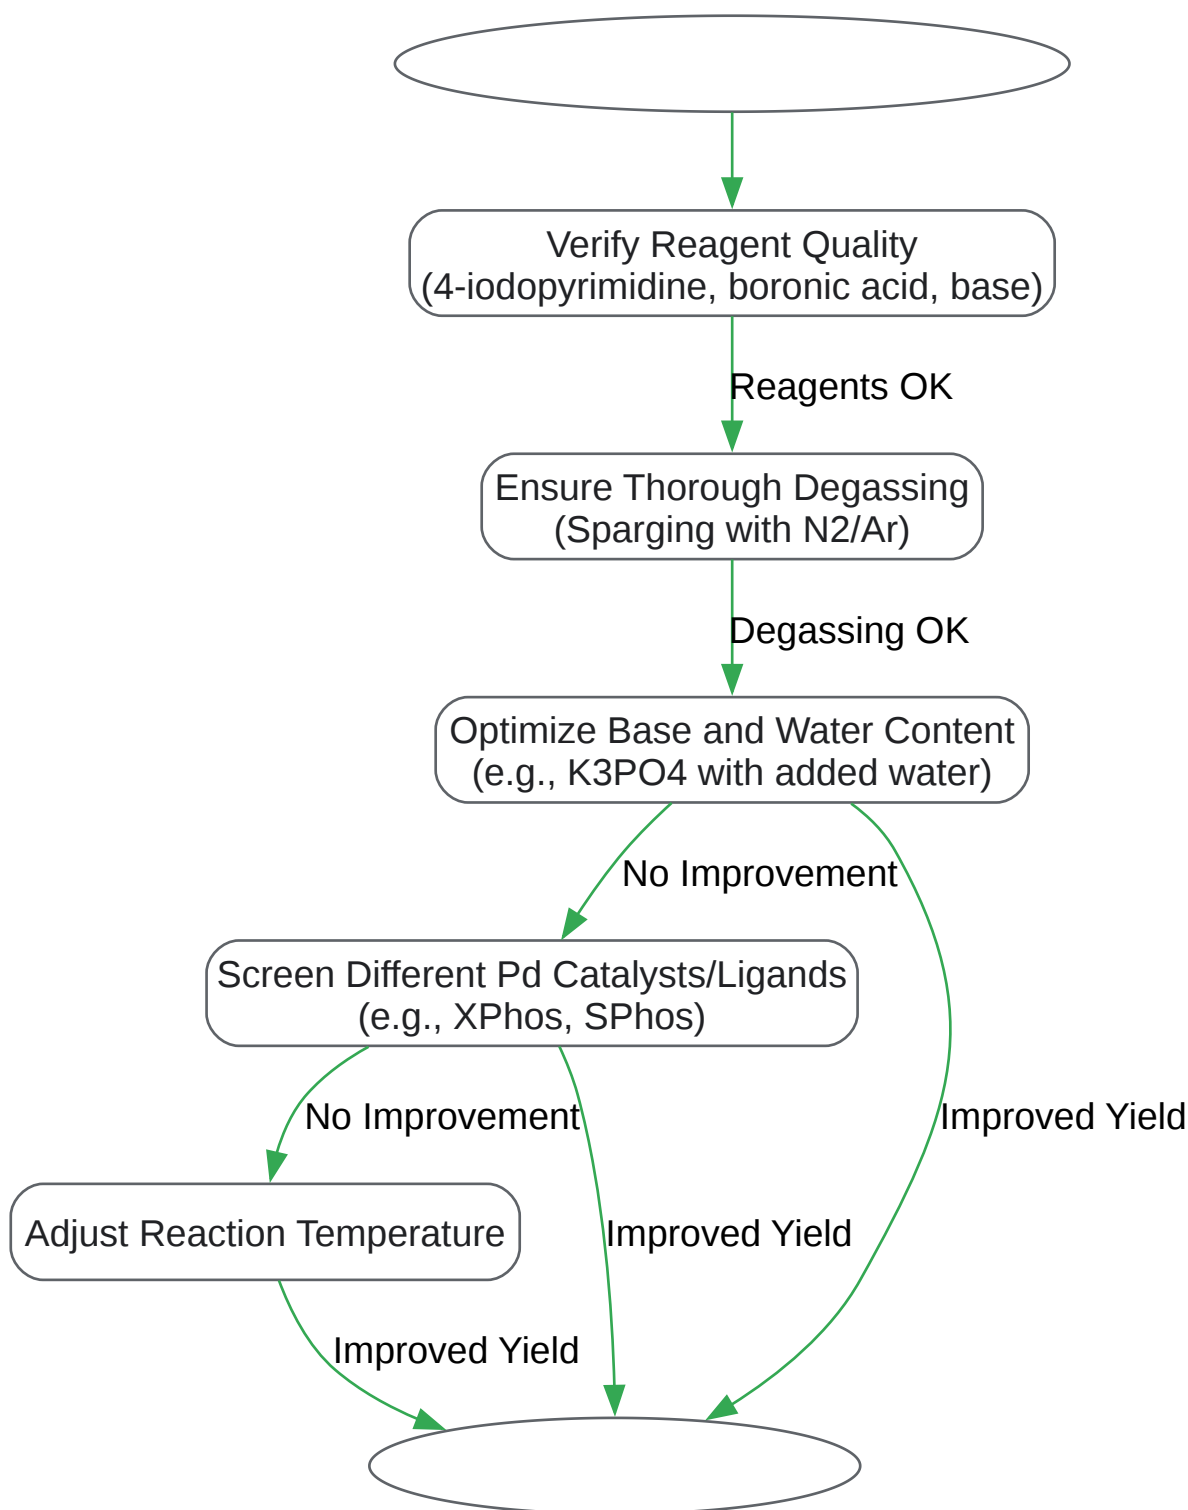 Verify Reagent Quality
(4-iodopyrimidine, boronic acid, base)
Reagents OK
Ensure Thorough Degassing
(Sparging with N2/Ar)
Degassing OK
Optimize Base and Water Content
(e.g., K3PO4 with added water)
No Improvement
Screen Different Pd Catalysts/Ligands
(e.g., XPhos, SPhos)
No Improvement
Improved Yield
Adjust Reaction Temperature
Improved Yield
Improved Yield